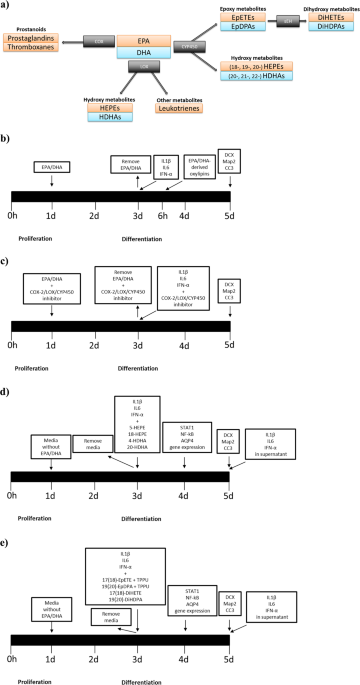 a)
Epoxy metabolites
Dihydroxy metabolites
EpETEs
EpDPAs
sEH
DiHETEs
DiHDPAs
Prostanoids
Prostaglandins
Thromboxanes
COX
EPA
DHA
CYP450
LOX
Hydroxy metabolites
(18-, 19-, 20-) HEPEs
(20-, 21-, 22-) HDHAs
Hydroxy metabolites
HEPEs
HDHAs
Other metabolites
Leukotrienes
b)
EPA/DHA
Remove
EPA/DHA
IL1β
IL6
IFN-α
EPA/DHA-
derived
oxylipins
DCX
Map2
CC3
0h
1d
2d
3d
6h
4d
5d
Proliferation
Differentiation
c)
EPA/DHA
+
COX-2/LOX/CYP450
inhibitor
Remove
EPA/DHA
+
COX-2/LOX/CYP450
inhibitor
IL1β
IL6
IFN-α
+
COX-2/LOX/CYP450
inhibitor
DCX
Map2
CC3
0h
1d
2d
3d
4d
5d
Proliferation
Differentiation
d)
Media
without
EPA/DHA
Remove
media
IL1β
IL6
IFN-α
+
5-HEPE
18-HEPE
4-HDHA
20-HDHA
STAT1
NF-kB
AQP4
gene expression
DCX
Map2
CC3
IL1β
IL6
IFN-α
in supernatant
0h
1d
2d
3d
4d
5d
Proliferation
Differentiation
e)
Media
without
EPA/DHA
IL1β
IL6
IFN-α
+
17(18)-EpETE + TPPU
19(20)-EpDPA + TPPU
17(18)-DiHETE
19(20)-DiHDPA
Remove
media
STAT1
NF-kB
AQP4
gene expression
DCX
Map2
CC3
IL1β
IL6
IFN-α
in supernatant
0h
1d
2d
3d
4d
5d
Proliferation
Differentiation